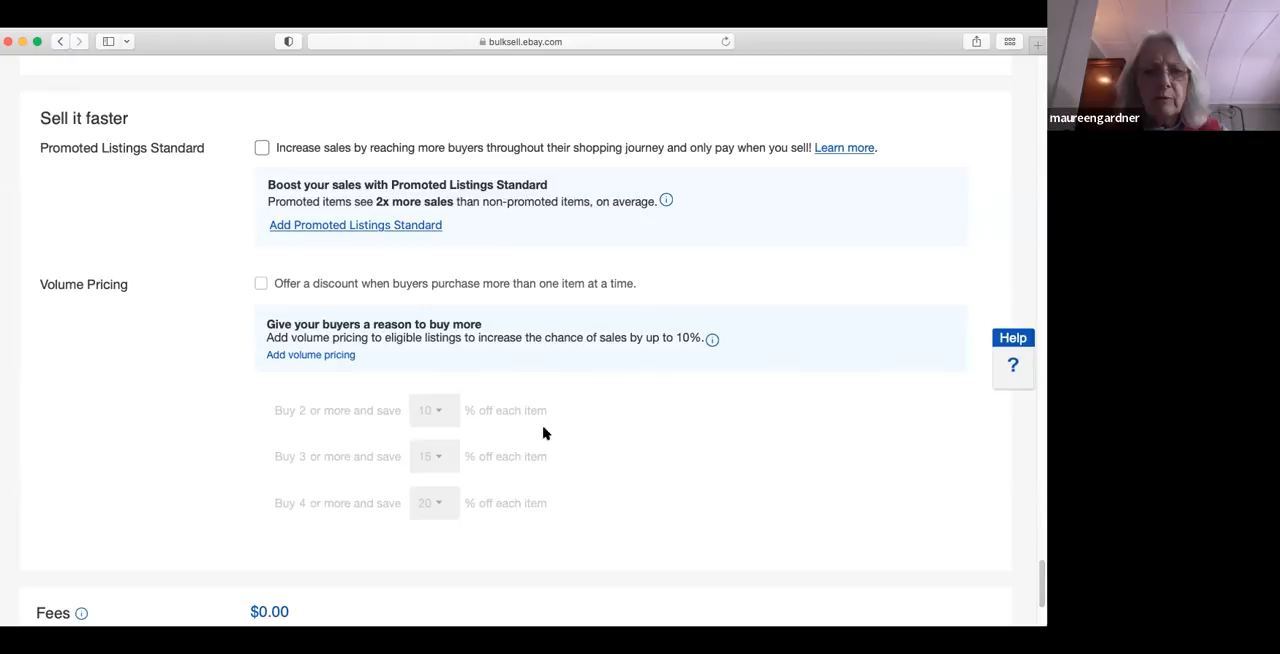 bulksell.ebay.com
maureengardner
Sell it faster
Promoted Listings Standard
Increase sales by reaching more buyers throughout their shopping journey and only pay when you sell! Learn more.
Boost your sales with Promoted Listings Standard
Promoted items see 2x more sales than non-promoted items, on average.
Add Promoted Listings Standard
Volume Pricing
Offer a discount when buyers purchase more than one item at a time.
Give your buyers a reason to buy more
Add volume pricing to eligible listings to increase the chance of sales by up to 10%.
Add volume pricing
Help
?
Buy 2 or more and save 10 % off each item
Buy 3 or more and save 15 % off each item
Buy 4 or more and save 20 % off each item
Fees $0.00